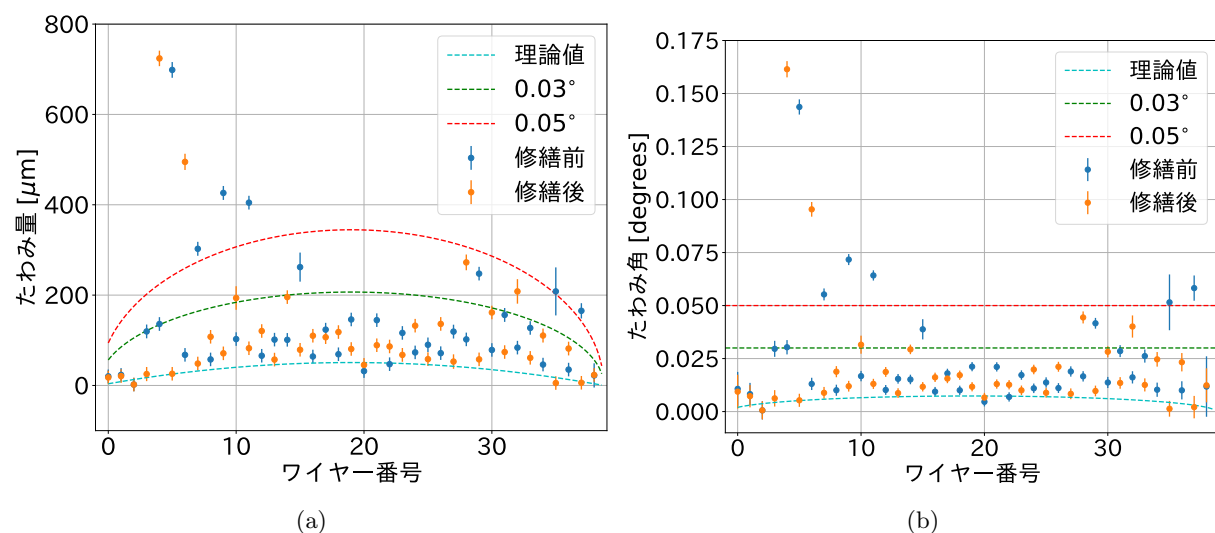 800
600
400
200
0
たわみ量 [μm]
0
10
20
30
ワイヤー番号
理論値
0.03°
0.05°
修繕前
修繕後
(a)
0.175
0.150
0.125
0.100
0.075
0.050
0.025
0.000
たわみ角 [degrees]
0
10
20
30
ワイヤー番号
理論値
0.03°
0.05°
修繕前
修繕後
(b)